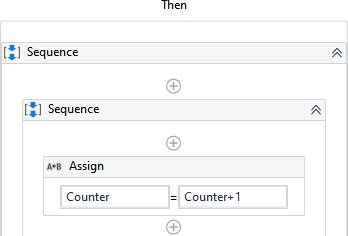 Then
Sequence
Sequence
A*B Assign
Counter = Counter+1